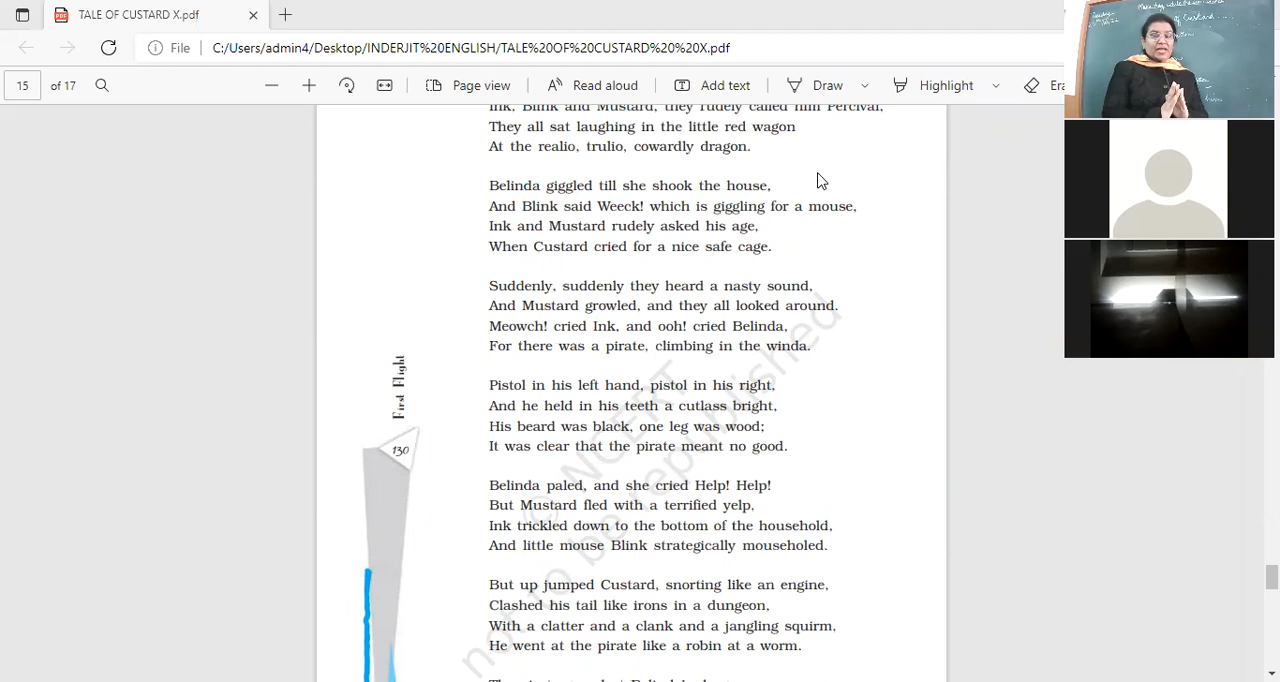 TALE OF CUSTARD X.pdf
File C:/Users/admin4/Desktop/INDERJIT%20ENGLISH/TALE%20OF%20CUSTARD%20%20X.pdf
15 of 17 Page view Read aloud Add text Draw Highlight
Ink, Blink and Mustard, they rudely called him Percival,
They all sat laughing in the little red wagon
At the realio, trulio, cowardly dragon.
Belinda giggled till she shook the house,
And Blink said Weeck! which is giggling for a mouse,
Ink and Mustard rudely asked his age,
When Custard cried for a nice safe cage.
Suddenly, suddenly they heard a nasty sound,
And Mustard growled, and they all looked around.
Meowch! cried Ink, and ooh! cried Belinda,
For there was a pirate, climbing in the winda.
Pistol in his left hand, pistol in his right,
And he held in his teeth a cutlass bright,
His beard was black, one leg was wood;
It was clear that the pirate meant no good.
Belinda paled, and she cried Help! Help!
But Mustard fled with a terrified yelp,
Ink trickled down to the bottom of the household,
And little mouse Blink strategically mouseholed.
But up jumped Custard, snorting like an engine,
Clashed his tail like irons in a dungeon,
With a clatter and a clank and a jangling squirm,
He went at the pirate like a robin at a worm.
First Flight
130
© NCERT
not to be republished
of Custard